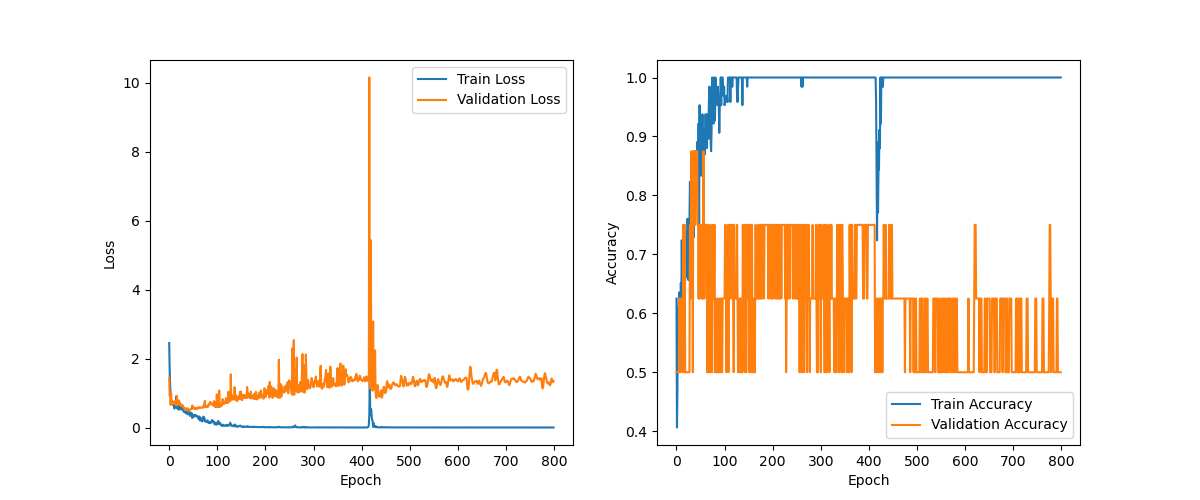 10
8
6
4
2
0
Loss
0 100 200 300 400 500 600 700 800
Epoch
Train Loss
Validation Loss
1.0
0.9
0.8
0.7
0.6
0.5
0.4
Accuracy
0 100 200 300 400 500 600 700 800
Epoch
Train Accuracy
Validation Accuracy